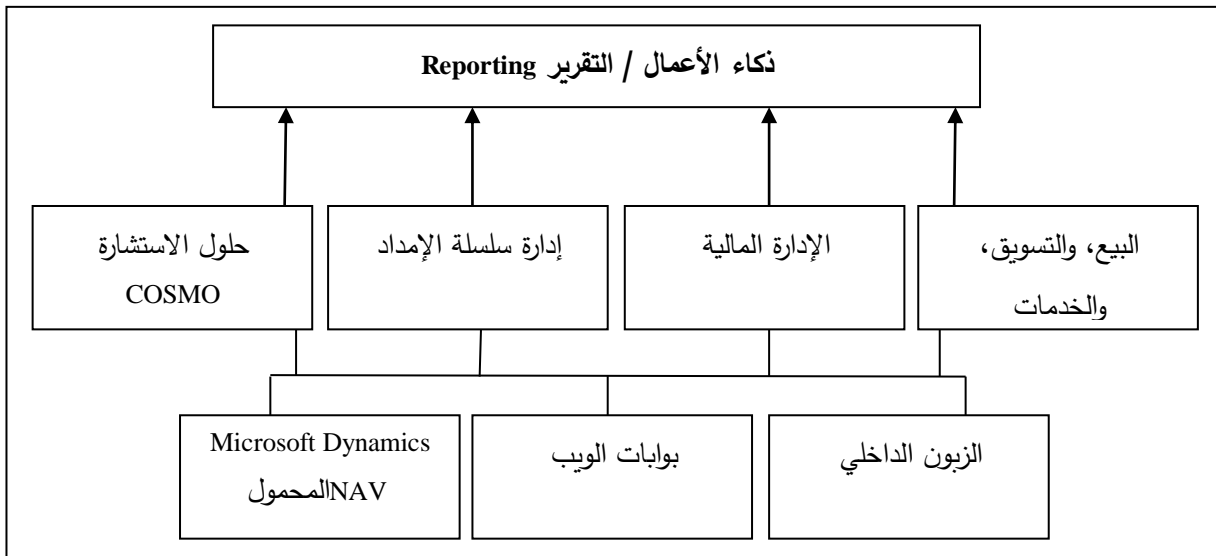 ذكاء الأعمال / التقرير Reporting
البيع، والتسويق،
والخدمات
الإدارة المالية
إدارة سلسلة الإمداد
حلول الاستشارة
COSMO
الزبون الداخلي
بوابات الويب
Microsoft Dynamics
NAVالمحمول